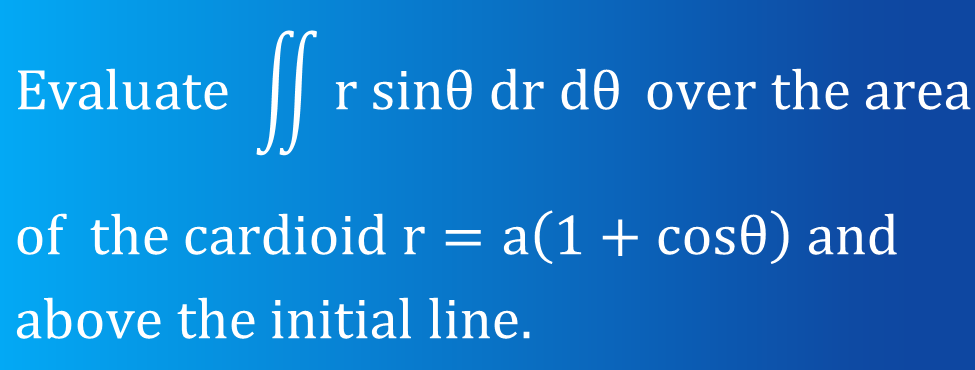 Evaluate ∬ r sinθ dr dθ over the area
of the cardioid r = a(1 + cosθ) and
above the initial line.